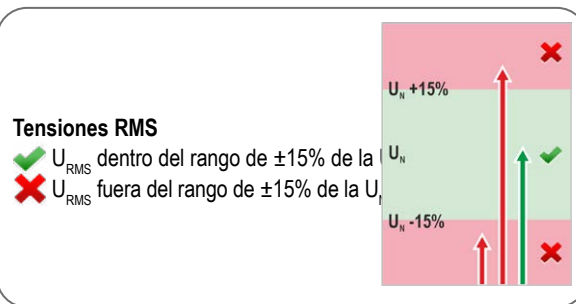 Tensiones RMS
U_RMS dentro del rango de ±15% de la
U_RMS fuera del rango de ±15% de la U
U_N +15%
U_N
U_N -15%